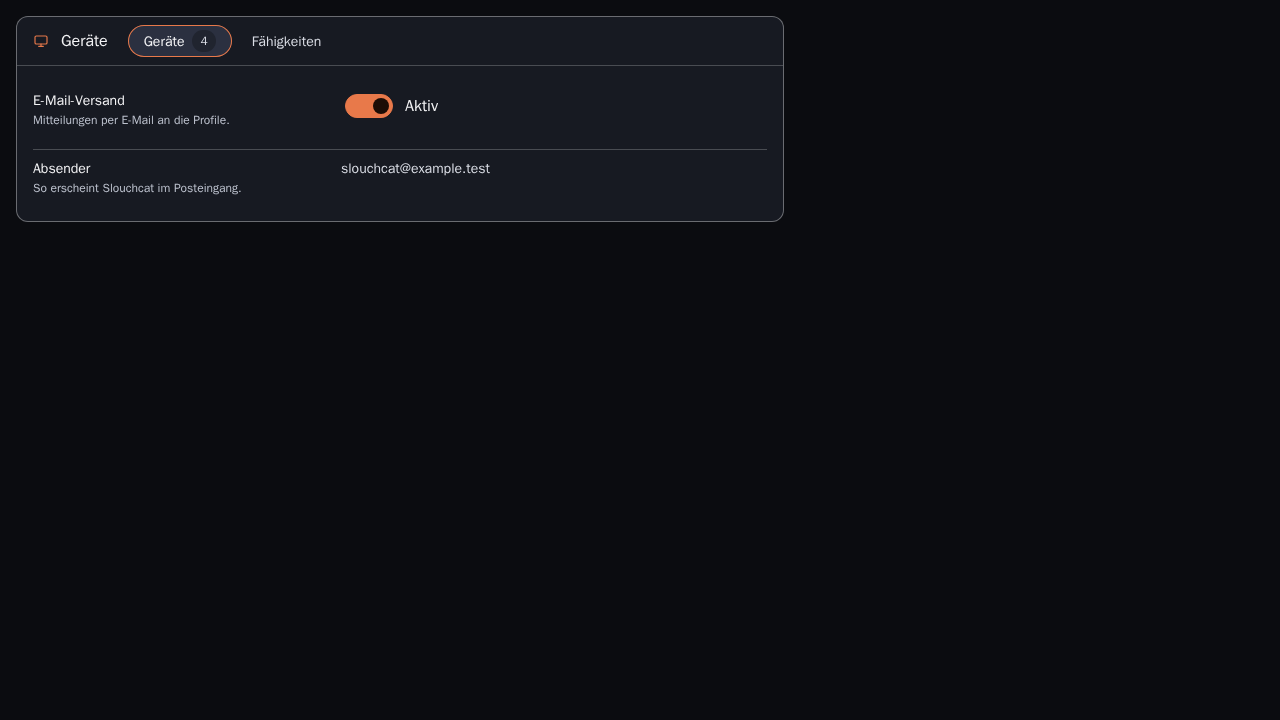 Geräte
Geräte 4
Fähigkeiten
E-Mail-Versand
Mitteilungen per E-Mail an die Profile.
Aktiv
Absender
So erscheint Slouchcat im Posteingang.
slouchcat@example.test